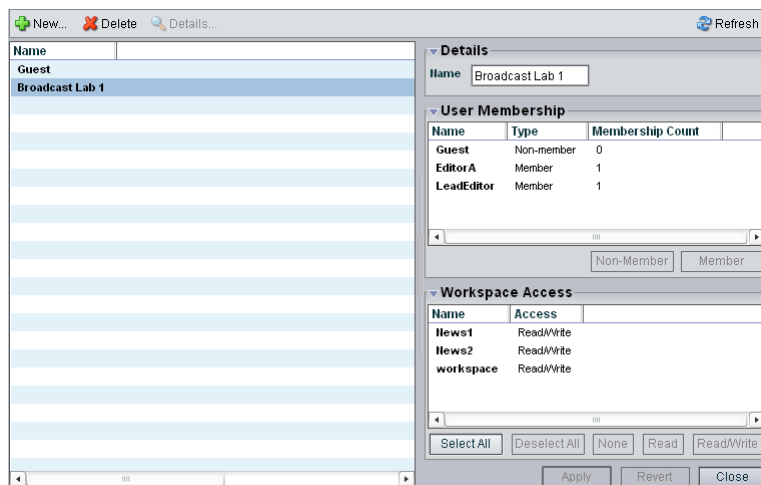 New... Delete Details... Refresh
Name
Guest
Broadcast Lab 1
Details
Name Broadcast Lab 1
User Membership
Name Type Membership Count
Guest Non-member 0
EditorA Member 1
LeadEditor Member 1
Non-Member Member
Workspace Access
Name Access
News1 Read/Write
News2 Read/Write
workspace Read/Write
Select All Deselect All None Read Read/Write
Apply Revert Close